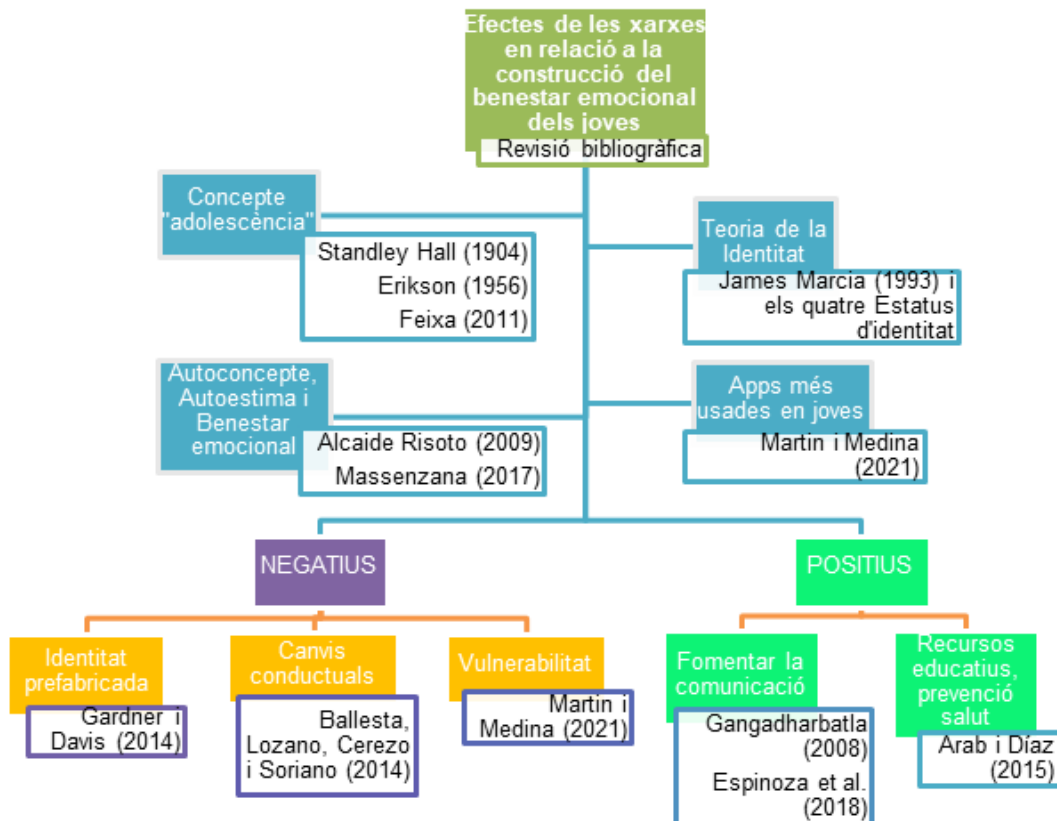 Efectes de les xarxes
en relació a la
construcció del
benestar emocional
dels joves
Revisió bibliogràfica
Concepte
"adolescència"
Standley Hall (1904)
Erikson (1956)
Feixa (2011)
Teoria de la
Identitat
James Marcia (1993) i
els quatre Estatus
d'identitat
Autoconcepte,
Autoestima i
Benestar
emocional
Alcaide Risoto (2009)
Massenzana (2017)
Apps més
usades en joves
Martin i Medina
(2021)
NEGATIUS
POSITIUS
Identitat
prefabricada
Gardner i
Davis (2014)
Canvis
conductuals
Ballesta,
Lozano, Cerezo
i Soriano (2014)
Vulnerabilitat
Martin i
Medina (2021)
Fomentar la
comunicació
Gangadharbatla
(2008)
Espinoza et al.
(2018)
Recursos
educatius,
prevenció
salut
Arab i Díaz
(2015)